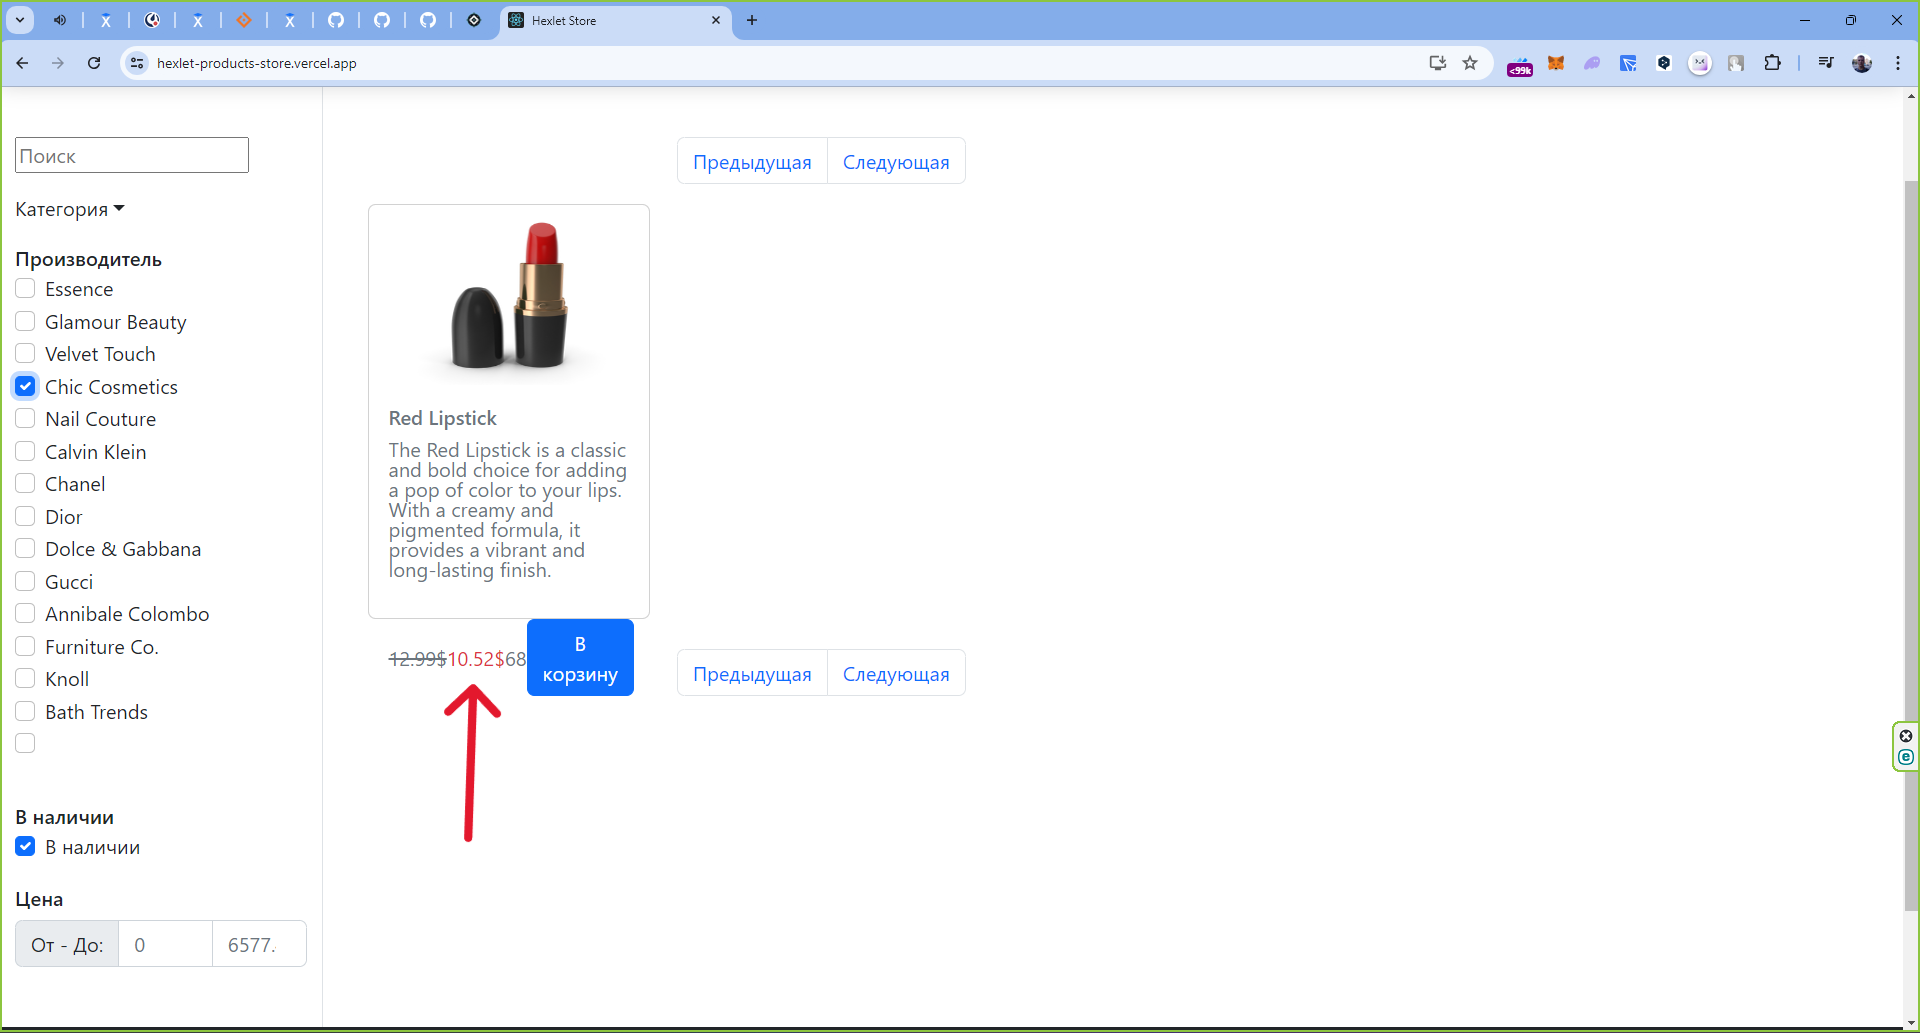 Hexlet Store
hexlet-products-store.vercel.app
<99k
Поиск
Категория
Производитель
Essence
Glamour Beauty
Velvet Touch
Chic Cosmetics
Nail Couture
Calvin Klein
Chanel
Dior
Dolce & Gabbana
Gucci
Annibale Colombo
Furniture Co.
Knoll
Bath Trends
В наличии
В наличии
Цена
От - До: 0 6577.
Предыдущая Следующая
Red Lipstick
The Red Lipstick is a classic
and bold choice for adding
a pop of color to your lips.
With a creamy and
pigmented formula, it
provides a vibrant and
long-lasting finish.
12.99$10.52$68
В
корзину
Предыдущая Следующая